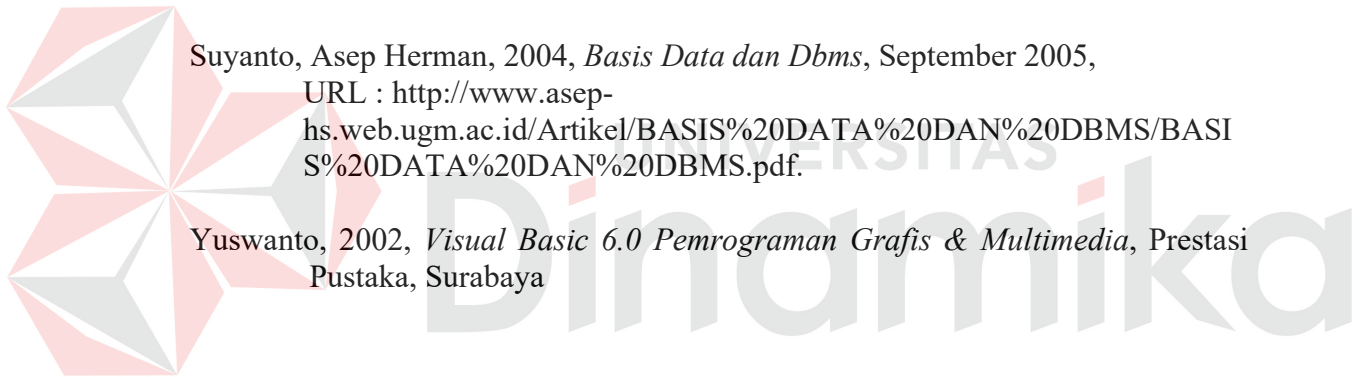 Suyanto, Asep Herman, 2004, Basis Data dan Dbms, September 2005,
URL : http://www.asep-
hs.web.ugm.ac.id/Artikel/BASIS%20DATA%20DAN%20DBMS/BASI
S%20DATA%20DAN%20DBMS.pdf.
UNIVERSITAS
Dinamika
Yuswanto, 2002, Visual Basic 6.0 Pemrograman Grafis & Multimedia, Prestasi
Pustaka, Surabaya